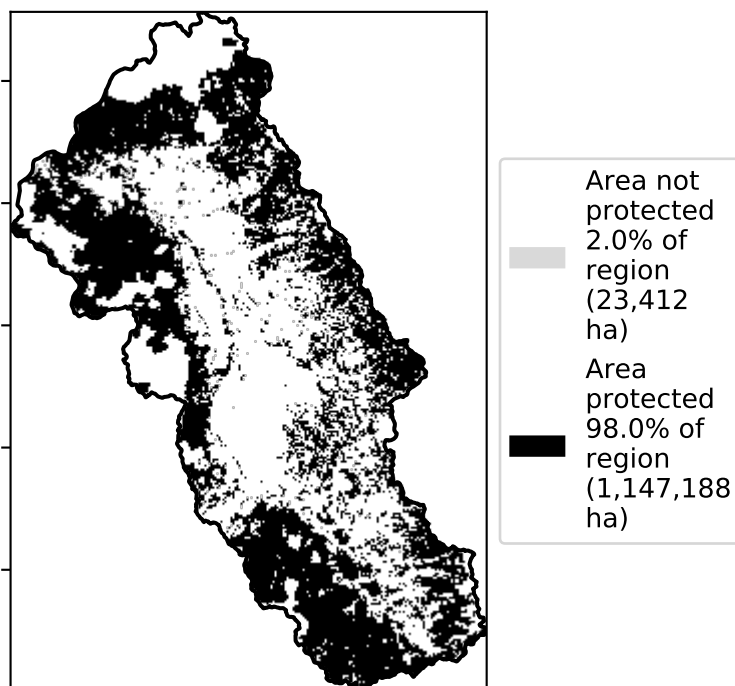 Area not
protected
2.0% of
region
(23,412
ha)
Area
protected
98.0% of
region
(1,147,188
ha)